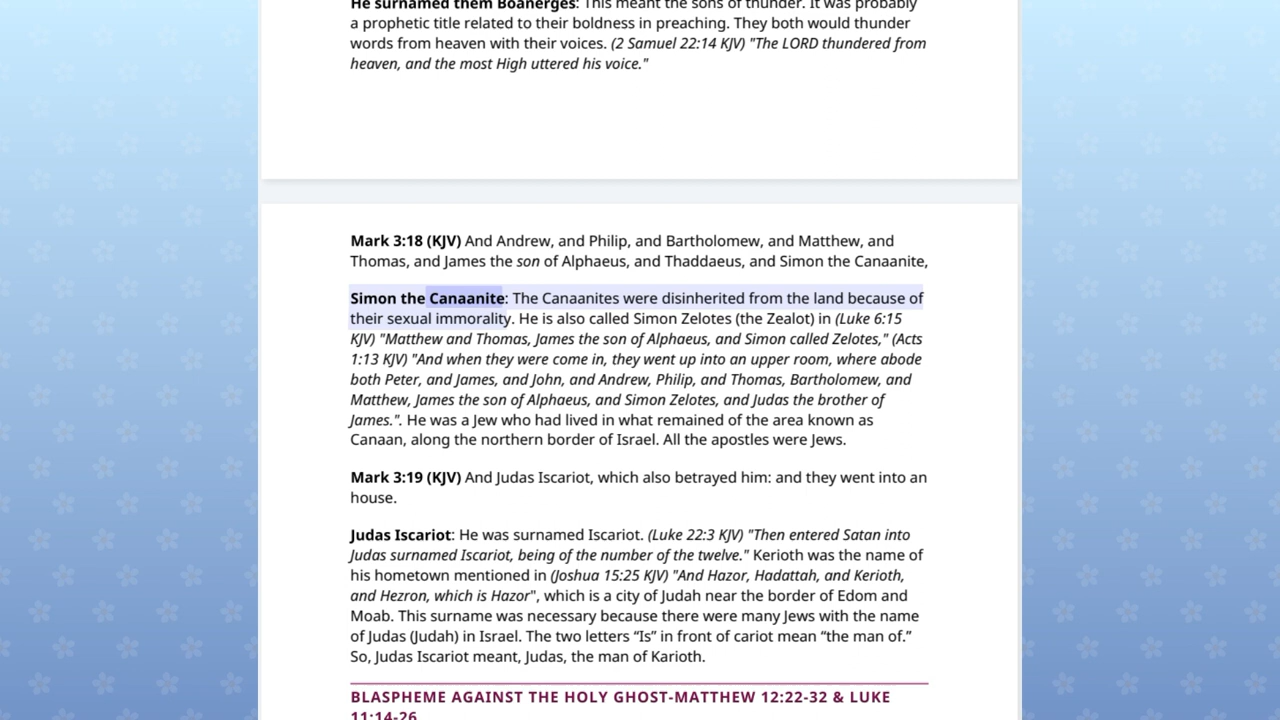 He surnamed them Boanerges: This meant the sons of thunder. It was probably
a prophetic title related to their boldness in preaching. They both would thunder
words from heaven with their voices. (2 Samuel 22:14 KJV) "The LORD thundered from
heaven, and the most High uttered his voice."
Mark 3:18 (KJV) And Andrew, and Philip, and Bartholomew, and Matthew, and
Thomas, and James the son of Alphaeus, and Thaddaeus, and Simon the Canaanite,
Simon the Canaanite: The Canaanites were disinherited from the land because of
their sexual immorality. He is also called Simon Zelotes (the Zealot) in (Luke 6:15
KJV) "Matthew and Thomas, James the son of Alphaeus, and Simon called Zelotes," (Acts
1:13 KJV) "And when they were come in, they went up into an upper room, where abode
both Peter, and James, and John, and Andrew, Philip, and Thomas, Bartholomew, and
Matthew, James the son of Alphaeus, and Simon Zelotes, and Judas the brother of
James.". He was a Jew who had lived in what remained of the area known as
Canaan, along the northern border of Israel. All the apostles were Jews.
Mark 3:19 (KJV) And Judas Iscariot, which also betrayed him: and they went into an
house.
Judas Iscariot: He was surnamed Iscariot. (Luke 22:3 KJV) "Then entered Satan into
Judas surnamed Iscariot, being of the number of the twelve." Kerioth was the name of
his hometown mentioned in (Joshua 15:25 KJV) "And Hazor, Hadattah, and Kerioth,
and Hezron, which is Hazor", which is a city of Judah near the border of Edom and
Moab. This surname was necessary because there were many Jews with the name
of Judas (Judah) in Israel. The two letters “Is” in front of cariot mean “the man of.”
So, Judas Iscariot meant, Judas, the man of Karioth.
BLASPHEME AGAINST THE HOLY GHOST-MATTHEW 12:22-32 & LUKE
11:14-26